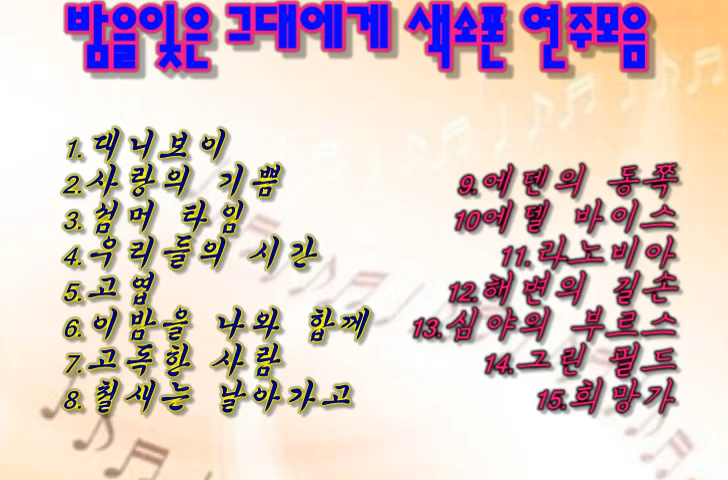 밤을잊은 그대에게 색소폰 연주모음
1.대니보이
2.사랑의 기쁨
3.썸머 타임
4.우리들의 시간
5.고엽
6.이밤을 나와 함께
7.고독한 사람
8.철새는 날아가고
9.에덴의 동쪽
10에델 바이스
11.라노비아
12.해변의 길손
13.심야의 부르스
14.그린 필드
15.희망가